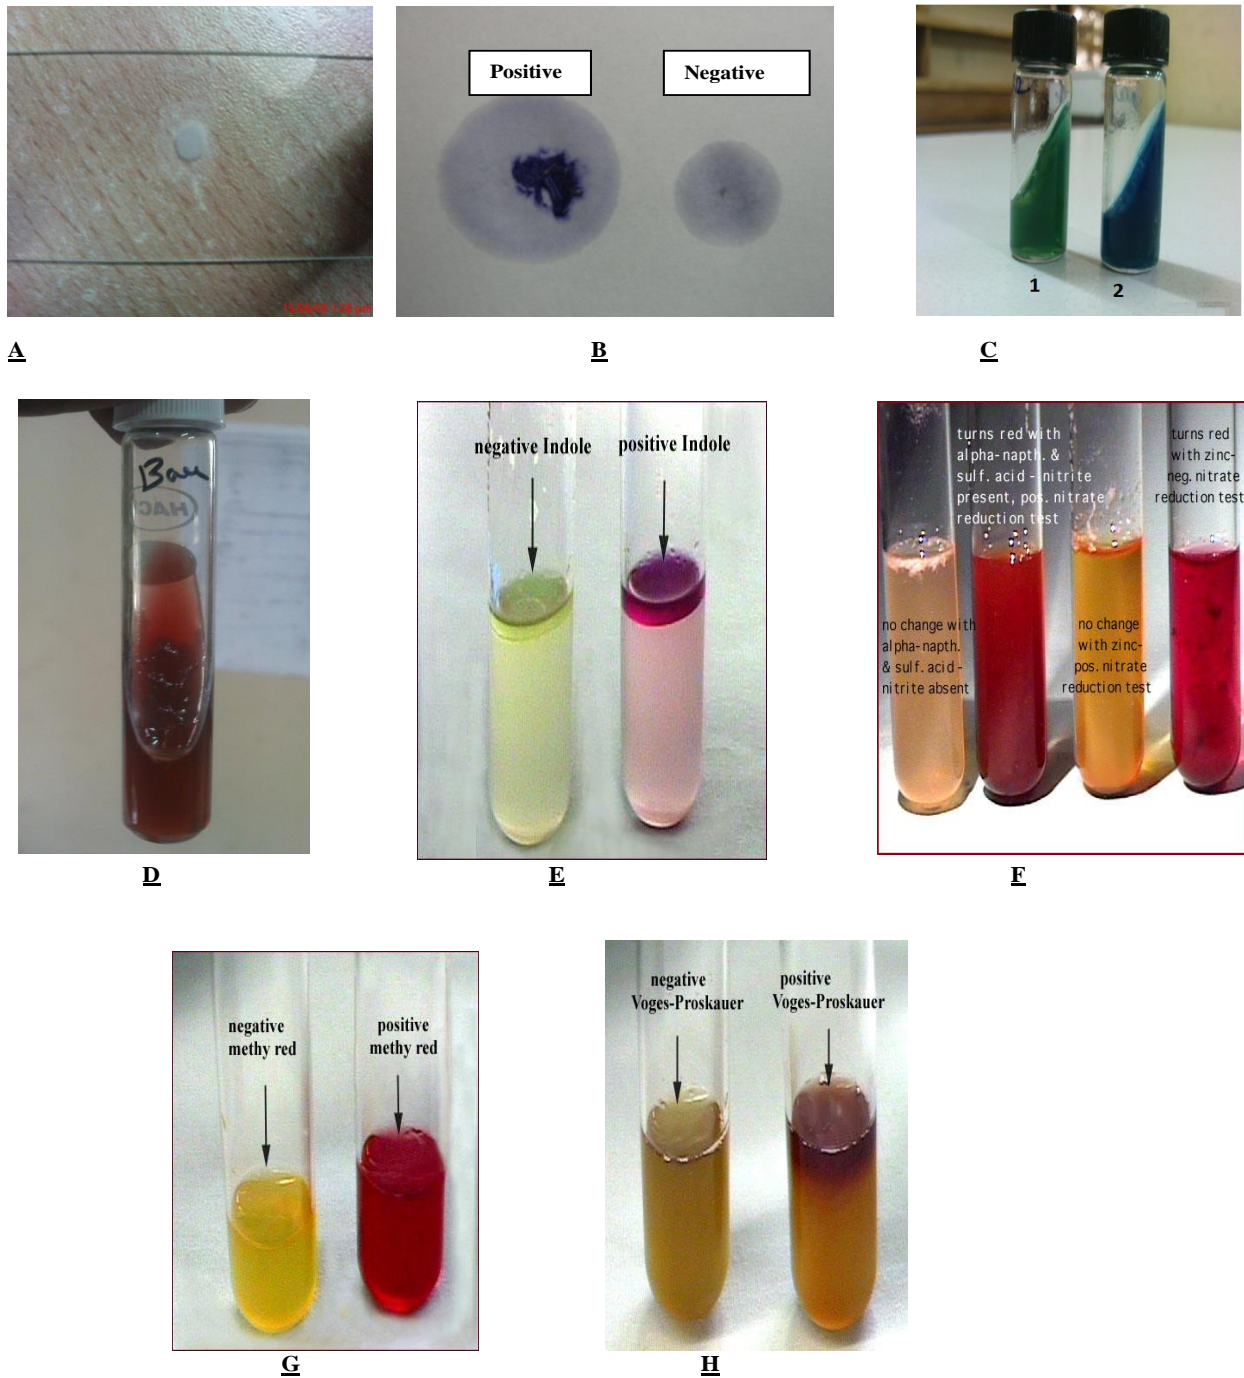 Positive
Negative
1
2
A
B
C
Bau
HAC
negative Indole
positive Indole
turns red with
alpha-napth. &
sulf. acid - nitrite
present, pos. nitrate
reduction test
turns red
with zinc-
neg. nitrate
reduction test
no change with
alpha-napth.
& sulf. acid -
nitrite absent
no change
with zinc-
pos. nitrate
reduction test
D
E
F
negative
methy red
positive
methy red
negative
Voges-Proskauer
positive
Voges-Proskauer
G
H